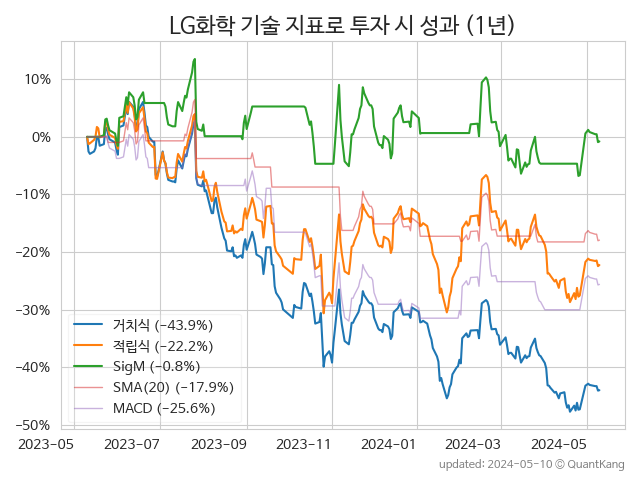 LG화학 기술 지표로 투자 시 성과 (1년)
10%
0%
−10%
−20%
−30%
−40%
−50%
거치식 (−43.9%)
적립식 (−22.2%)
SigM (−0.8%)
SMA(20) (−17.9%)
MACD (−25.6%)
2023-05 2023-07 2023-09 2023-11 2024-01 2024-03 2024-05
updated: 2024-05-10 © QuantKang